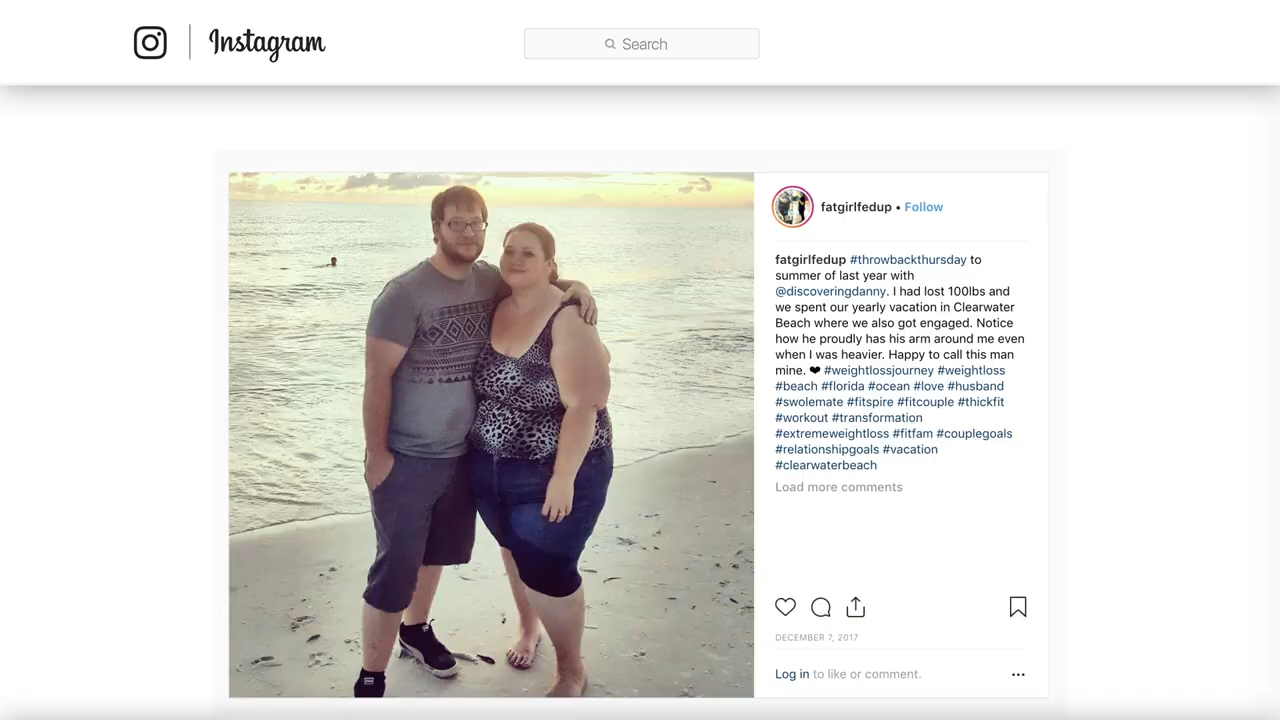 Instagram
Search
fatgirlfedup • Follow
fatgirlfedup #throwbackthursday to
summer of last year with
@discoveringdanny. I had lost 100lbs and
we spent our yearly vacation in Clearwater
Beach where we also got engaged. Notice
how he proudly has his arm around me even
when I was heavier. Happy to call this man
mine. ❤ #weightlossjourney #weightloss
#beach #florida #ocean #love #husband
#swolemate #fitspire #fitcouple #thickfit
#workout #transformation
#extremeweightloss #fitfam #couplegoals
#relationshipgoals #vacation
#clearwaterbeach
Load more comments
DECEMBER 7, 2017
Log in to like or comment.